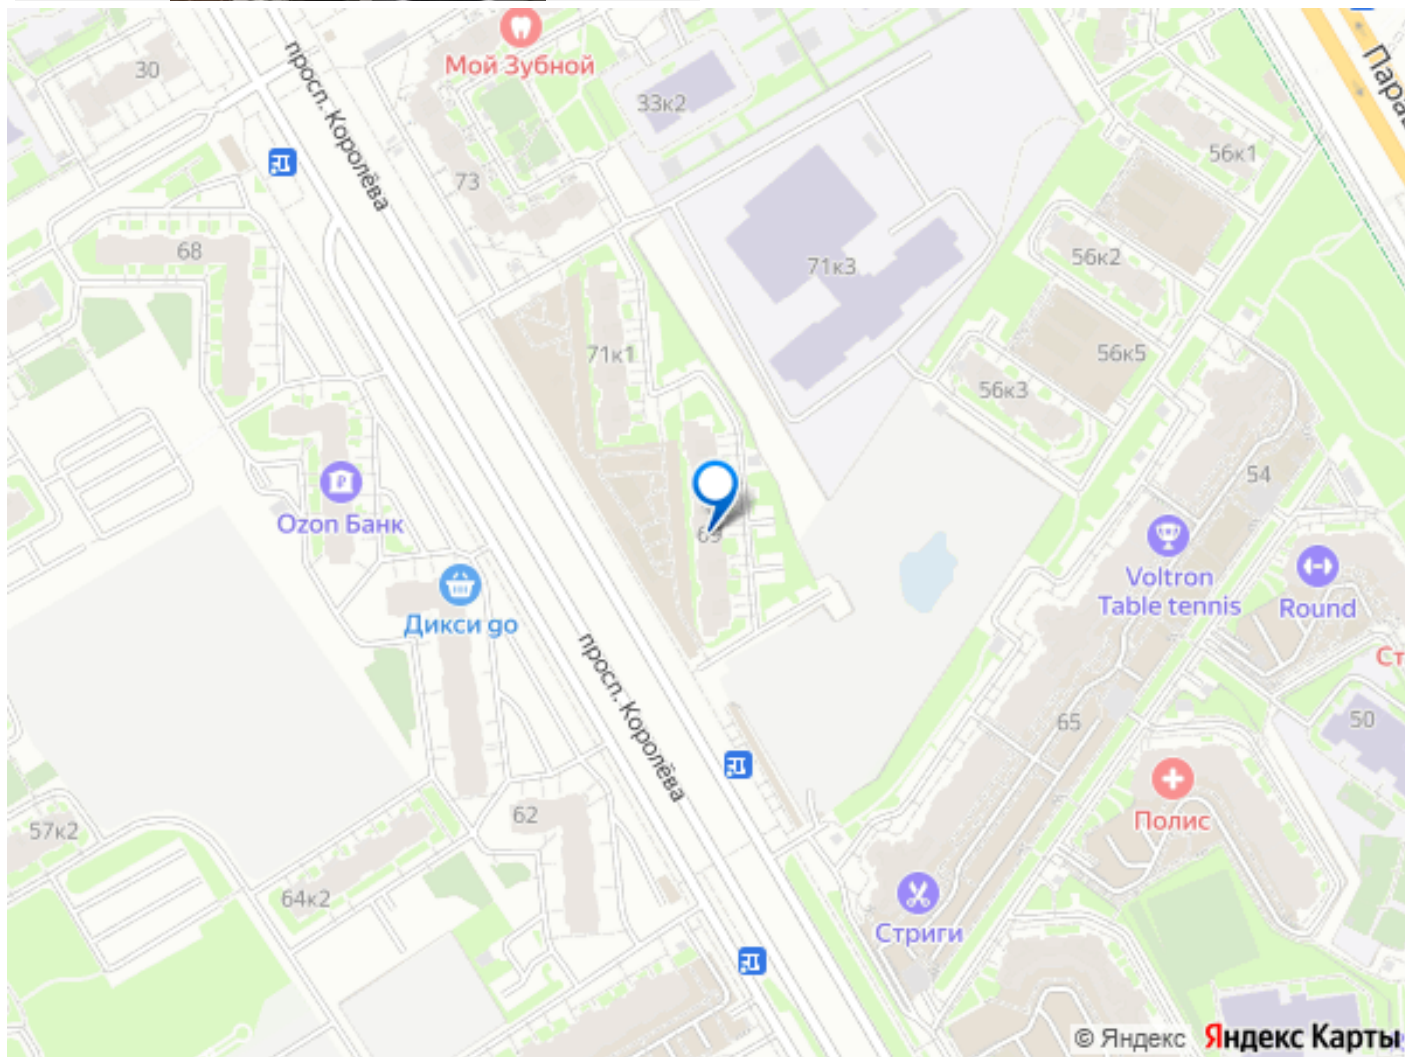 30
просп. Королёва
Мой Зубной
33к2
56к1
73
68
71к3
56к2
71к1
56к5
56к3
54
Ozon Банк
69
Voltron
Table tennis
Round
Дикси go
просп. Королёва
65
50
62
Полис
57к2
64к2
Стриги
© Яндекс
Яндекс Карты